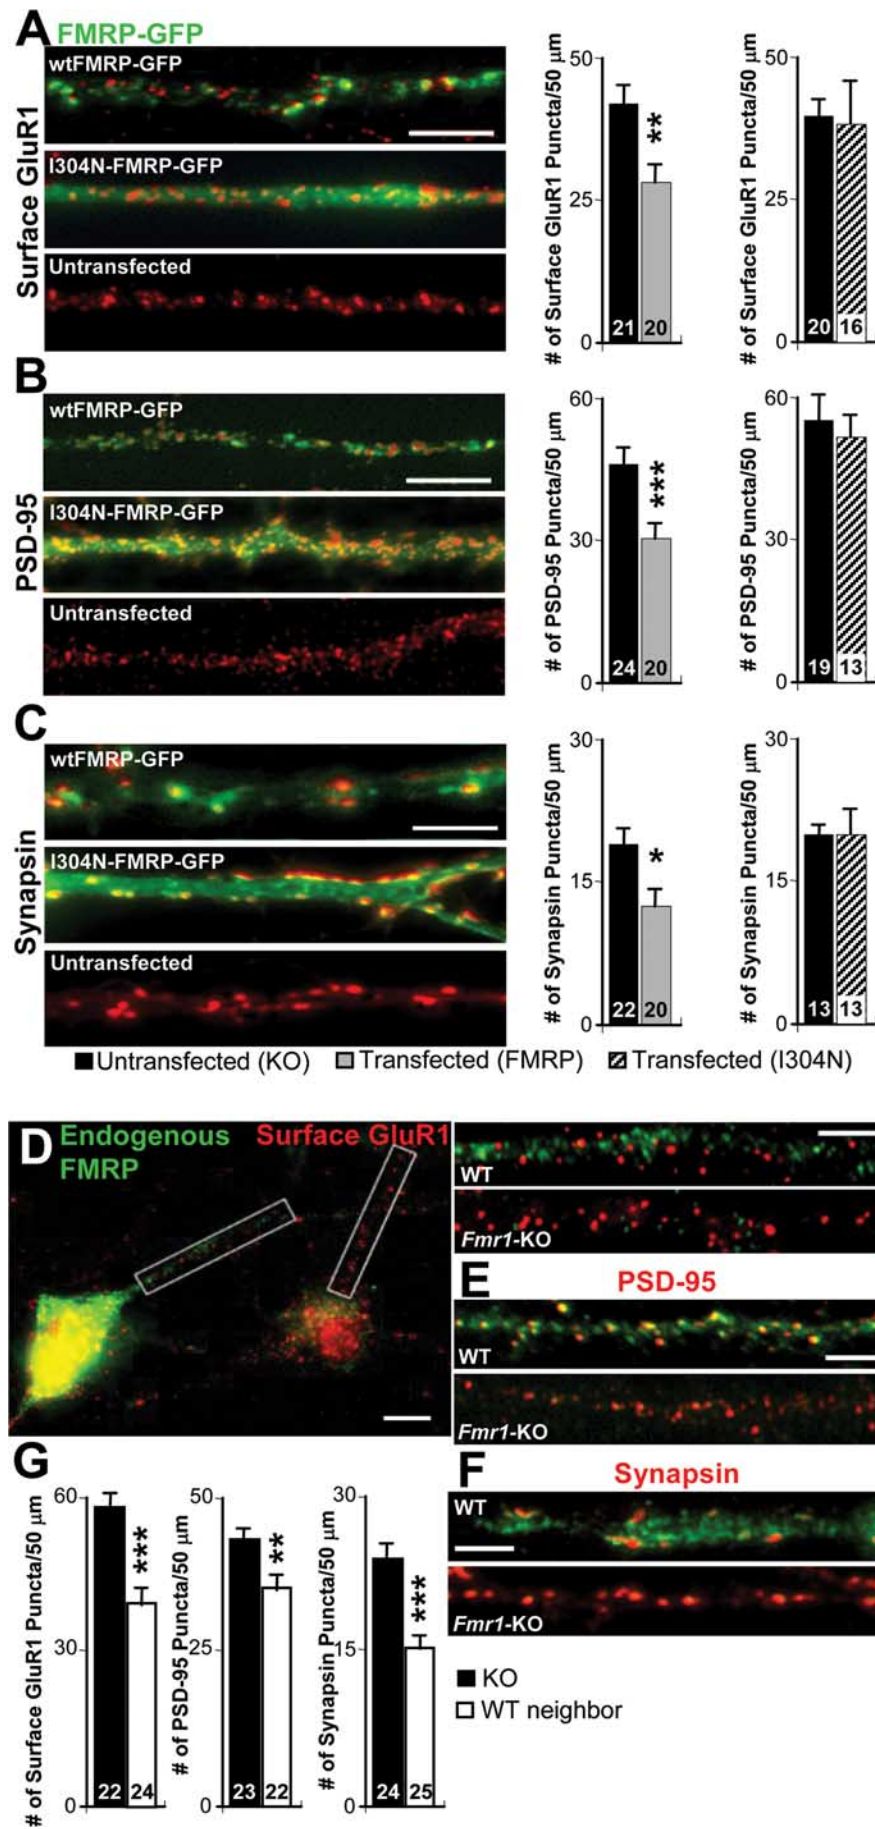 A FMRP-GFP
Surface GluR1
wtFMRP-GFP
I304N-FMRP-GFP
Untransfected
# of Surface GluR1 Puncta/50 µm
50
25
0
**
21 20
# of Surface GluR1 Puncta/50 µm
50
25
0
20 16
B
PSD-95
wtFMRP-GFP
I304N-FMRP-GFP
Untransfected
# of PSD-95 Puncta/50 µm
60
30
0
***
24 20
# of PSD-95 Puncta/50 µm
60
30
0
19 13
C
Synapsin
wtFMRP-GFP
I304N-FMRP-GFP
Untransfected
# of Synapsin Puncta/50 µm
30
15
0
*
22 20
# of Synapsin Puncta/50 µm
30
15
0
13 13
Untransfected (KO) Transfected (FMRP) Transfected (I304N)
D Endogenous Surface GluR1
FMRP
WT
Fmr1-KO
E PSD-95
WT
Fmr1-KO
F Synapsin
WT
Fmr1-KO
G
# of Surface GluR1 Puncta/50 µm
60
30
0
***
22 24
# of PSD-95 Puncta/50 µm
50
25
0
**
23 22
# of Synapsin Puncta/50 µm
30
15
0
***
24 25
KO
WT neighbor